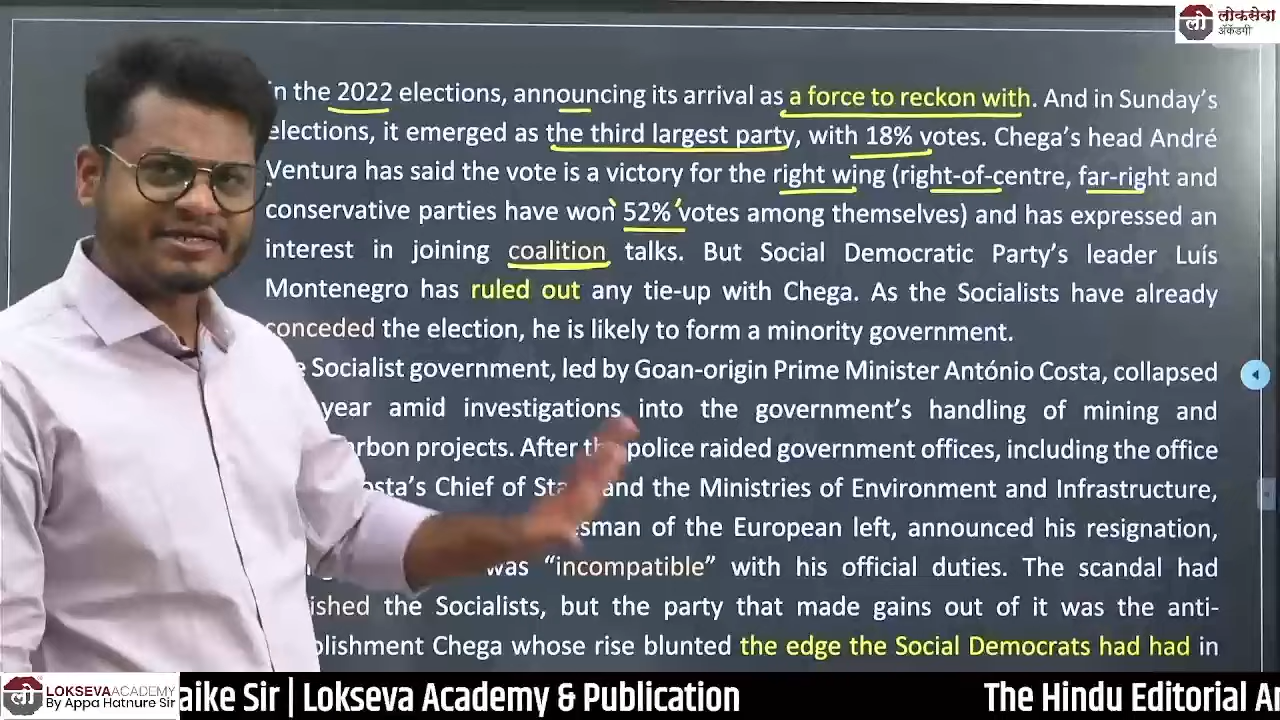 लोकसेवा
अॅकॅडमी
लो
in the 2022 elections, announcing its arrival as a force to reckon with. And in Sunday's
elections, it emerged as the third largest party, with 18% votes. Chega's head André
Ventura has said the vote is a victory for the right wing (right-of-centre, far-right and
conservative parties have won 52% votes among themselves) and has expressed an
interest in joining coalition talks. But Social Democratic Party's leader Luís
Montenegro has ruled out any tie-up with Chega. As the Socialists have already
conceded the election, he is likely to form a minority government.
Socialist government, led by Goan-origin Prime Minister António Costa, collapsed
year amid investigations into the government's handling of mining and
projects. After the police raided government offices, including the office
Chief of and the Ministries of Environment and Infrastructure,
of the European left, announced his resignation,
was “incompatible” with his official duties. The scandal had
the Socialists, but the party that made gains out of it was the anti-
Chega whose rise blunted the edge the Social Democrats had had in
लो
LOKSEVA ACADEMY
By Appa Hatnure Sir
aike Sir | Lokseva Academy & Publication The Hindu Editorial